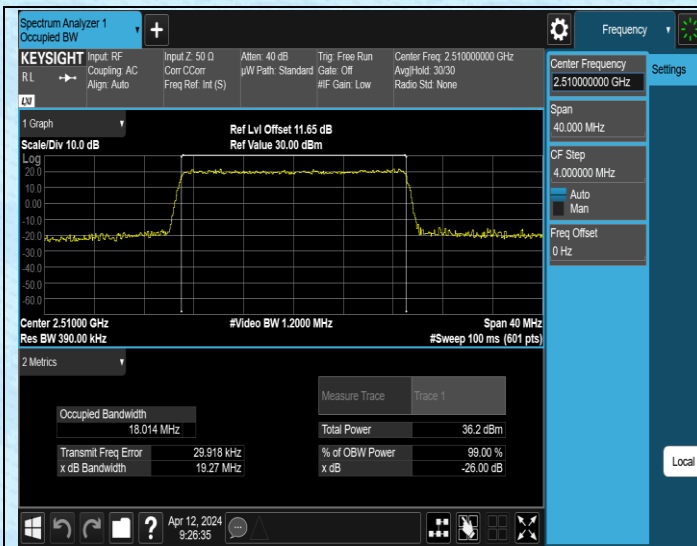 Spectrum Analyzer 1
Occupied BW
Frequency
KEYSIGHT
R L
LXI
Input: RF
Coupling: AC
Align: Auto
Input Z: 50 Ω
Corr CCorr
Freq Ref: Int (S)
Atten: 40 dB
µW Path: Standard
Trig: Free Run
Gate: Off
#IF Gain: Low
Center Freq: 2.510000000 GHz
Avg|Hold: 30/30
Radio Std: None
Center Frequency
2.510000000 GHz
Settings
Span
40.000 MHz
CF Step
4.000000 MHz
Auto
Man
Freq Offset
0 Hz
Local
1 Graph
Scale/Div 10.0 dB
Ref Lvl Offset 11.65 dB
Ref Value 30.00 dBm
Log
20.0
10.0
0.00
-10.0
-20.0
-30.0
-40.0
-50.0
-60.0
Center 2.51000 GHz
#Video BW 1.2000 MHz
Span 40 MHz
Res BW 390.00 kHz
#Sweep 100 ms (601 pts)
2 Metrics
Measure Trace
Trace 1
Occupied Bandwidth
18.014 MHz
Total Power
36.2 dBm
Transmit Freq Error
29.918 kHz
% of OBW Power
99.00 %
x dB Bandwidth
19.27 MHz
x dB
-26.00 dB
?
Apr 12, 2024
9:26:35